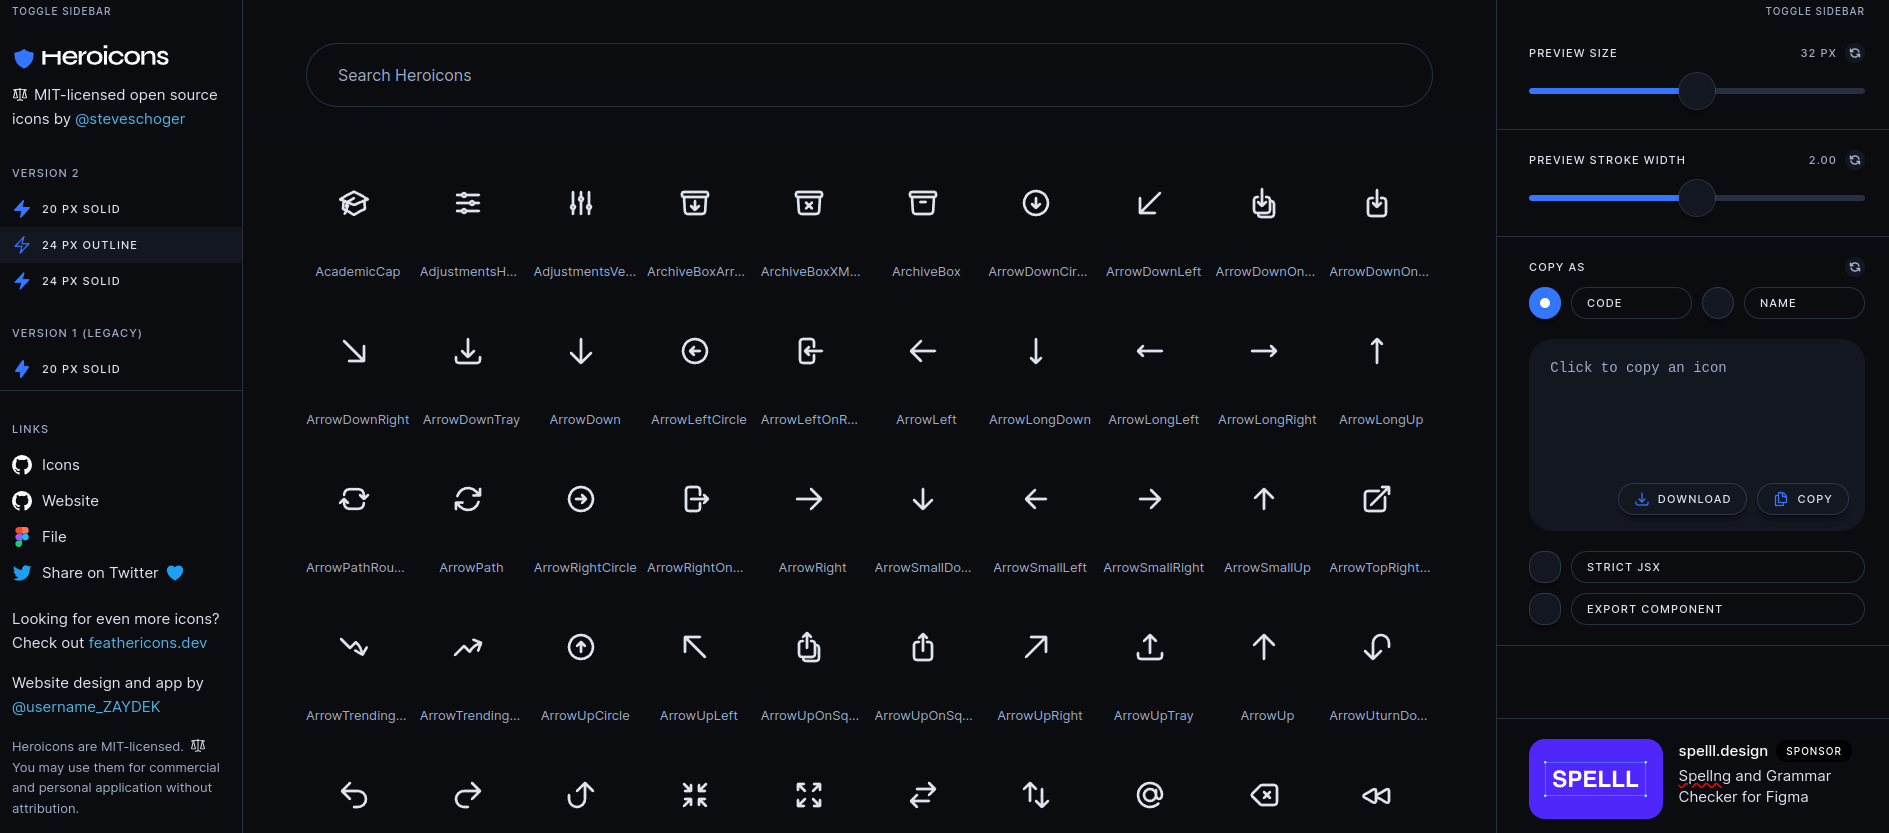 TOGGLE SIDEBAR
Heroicons
MIT-licensed open source
icons by @steveschoger
VERSION 2
20 PX SOLID
24 PX OUTLINE
24 PX SOLID
VERSION 1 (LEGACY)
20 PX SOLID
LINKS
Icons
Website
File
Share on Twitter
Looking for even more icons?
Check out feathericons.dev
Website design and app by
@username_ZAYDEK
Heroicons are MIT-licensed.
You may use them for commercial
and personal application without
attribution.
Search Heroicons
AcademicCap AdjustmentsH... AdjustmentsVe... ArchiveBoxArr... ArchiveBoxXM... ArchiveBox ArrowDownCir... ArrowDownLeft ArrowDownOn... ArrowDownOn...
ArrowDownRight ArrowDownTray ArrowDown ArrowLeftCircle ArrowLeftOnR... ArrowLeft ArrowLongDown ArrowLongLeft ArrowLongRight ArrowLongUp
ArrowPathRou... ArrowPath ArrowRightCircle ArrowRightOn... ArrowRight ArrowSmallDo... ArrowSmallLeft ArrowSmallRight ArrowSmallUp ArrowTopRight...
ArrowTrending... ArrowTrending... ArrowUpCircle ArrowUpLeft ArrowUpOnSq... ArrowUpOnSq... ArrowUpRight ArrowUpTray ArrowUp ArrowUturnDo...
TOGGLE SIDEBAR
PREVIEW SIZE 32 PX
PREVIEW STROKE WIDTH 2.00
COPY AS
CODE NAME
Click to copy an icon
DOWNLOAD COPY
STRICT JSX
EXPORT COMPONENT
SPELLL
spelll.design SPONSOR
Spellng and Grammar
Checker for Figma